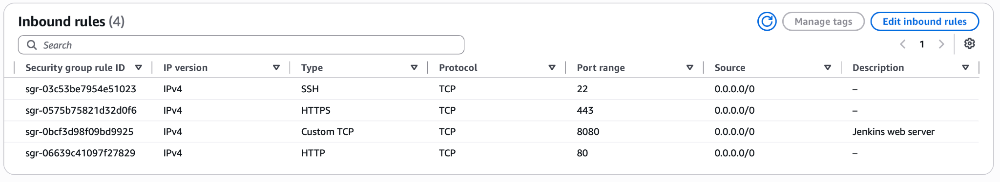 Inbound rules (4)
Manage tags
Edit inbound rules
Search
1
Security group rule ID IP version Type Protocol Port range Source Description
sgr-03c53be7954e51023 IPv4 SSH TCP 22 0.0.0.0/0 –
sgr-0575b75821d32d0f6 IPv4 HTTPS TCP 443 0.0.0.0/0 –
sgr-0bcf3d98f09bd9925 IPv4 Custom TCP TCP 8080 0.0.0.0/0 Jenkins web server
sgr-06639c41097f27829 IPv4 HTTP TCP 80 0.0.0.0/0 –